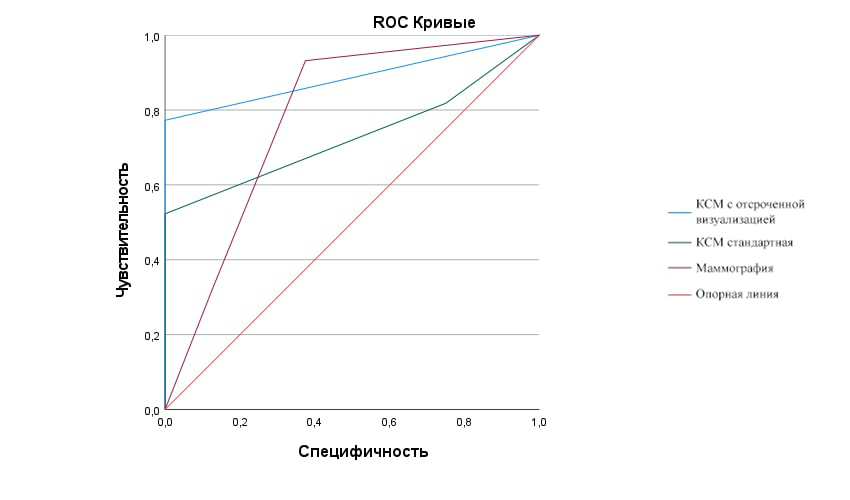 ROC Кривые
1,0
0,8
0,6
0,4
0,2
0,0
Чувствительность
0,0 0,2 0,4 0,6 0,8 1,0
Специфичность
КСМ с отсроченной
визуализацией
КСМ стандартная
Маммография
Опорная линия